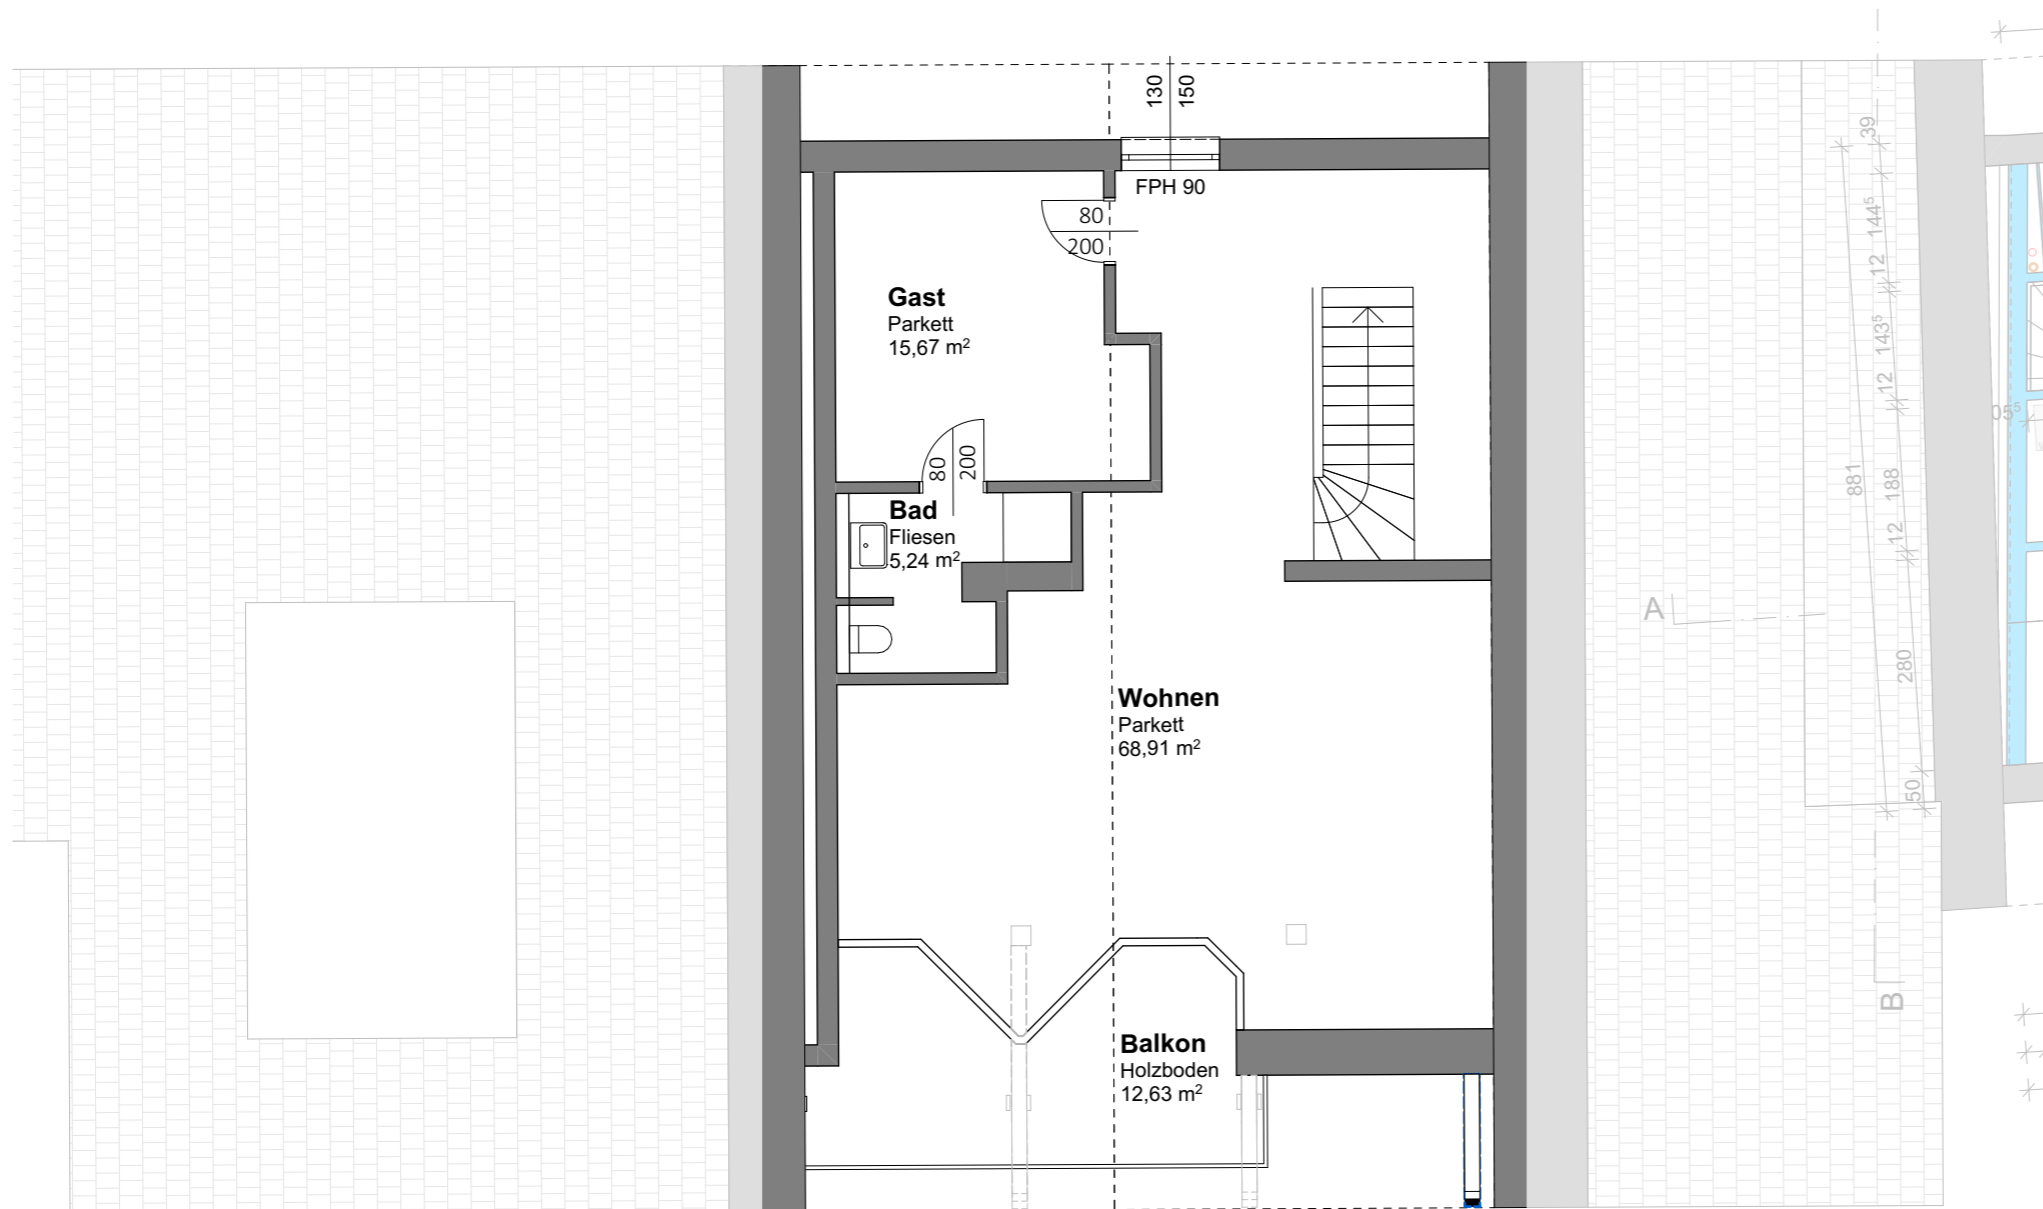 130
150
FPH 90
80
200
Gast
Parkett
15,67 m²
80
200
Bad
Fliesen
5,24 m²
Wohnen
Parkett
68,91 m²
Balkon
Holzboden
12,63 m²
39
144⁵
12
143⁵
12
881
188
12
280
50
05⁵
A
B